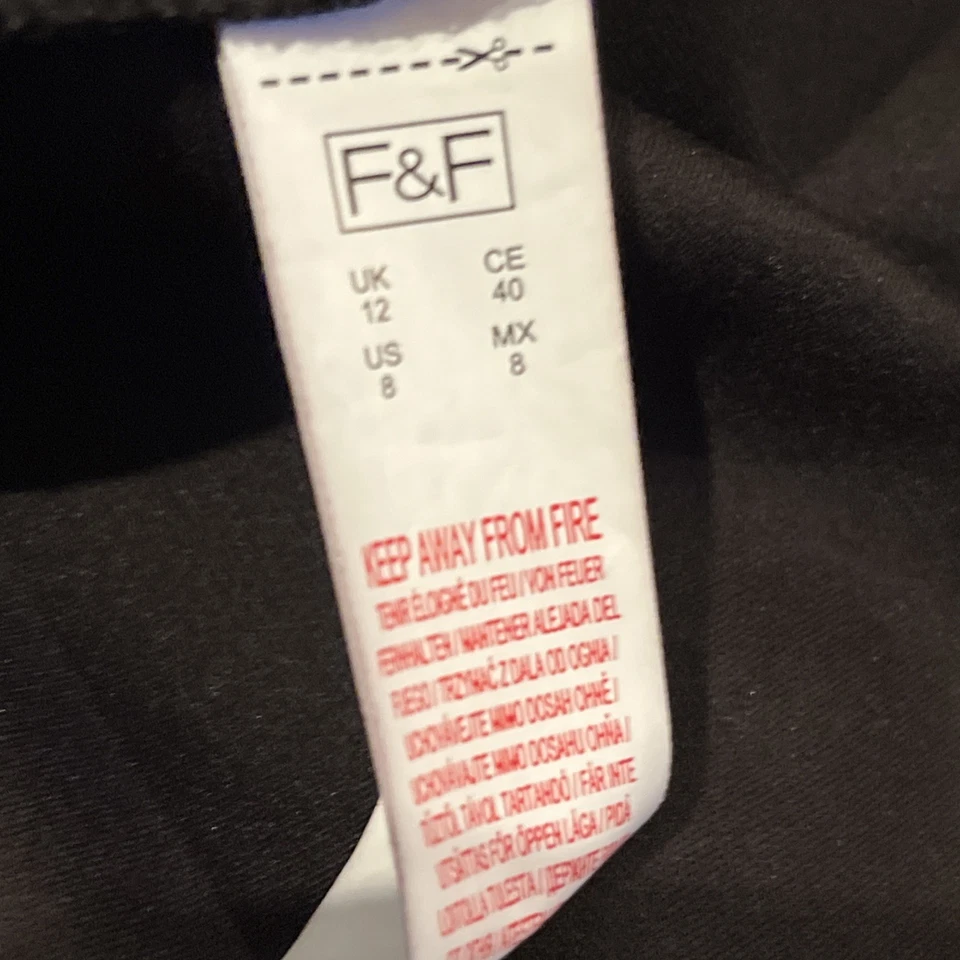 F&F
UK CE
12 40
US MX
8 8
KEEP AWAY FROM FIRE
TENIR ÉLOIGNÉ DU FEU / VON FEUER
FERNHALTEN / MANTENER ALEJADA DEL
FUEGO / TRZYMAĆ Z DALA OD OGNIA /
UCHOVÁVEJTE MIMO DOSAH OHNĚ /
UCHOVÁVAJTE MIMO DOSAHU OHŇA /
TŰZTŐL TÁVOL TARTANDÓ / FÅR INTE
UTSÄTTAS FÖR ÖPPEN LÅGA / PIDÄ
LOITOLLA TULESTA /